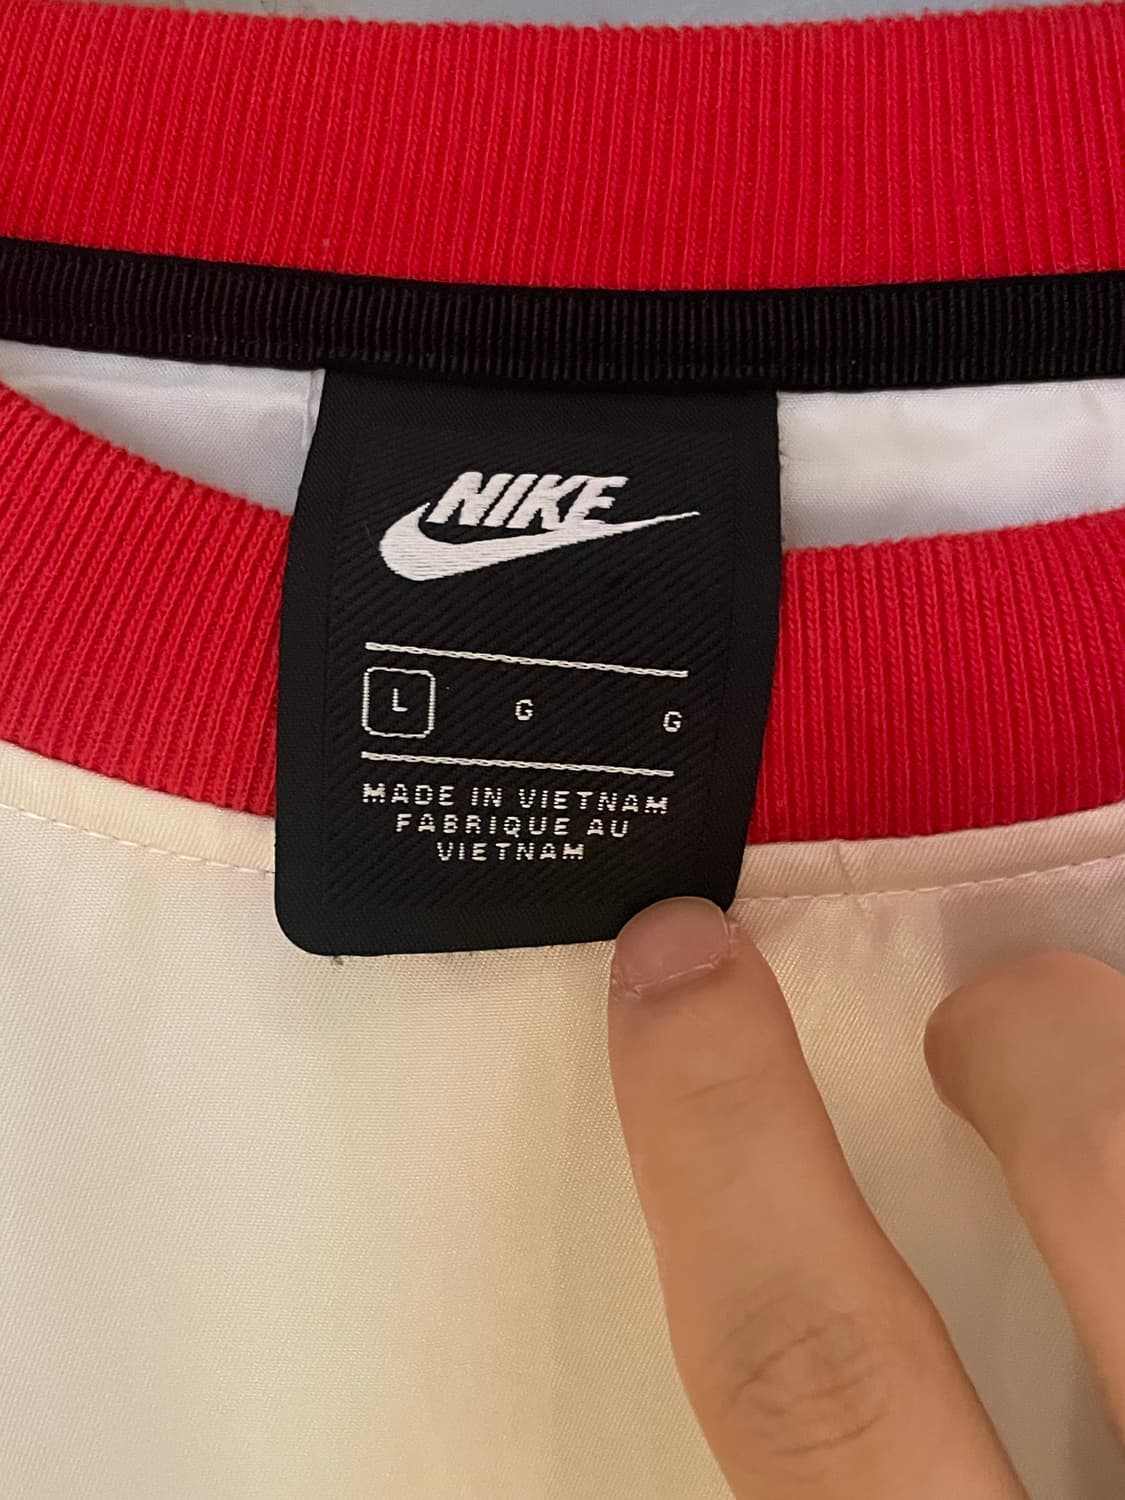 NIKE
L G G
MADE IN VIETNAM
FABRIQUE AU
VIETNAM